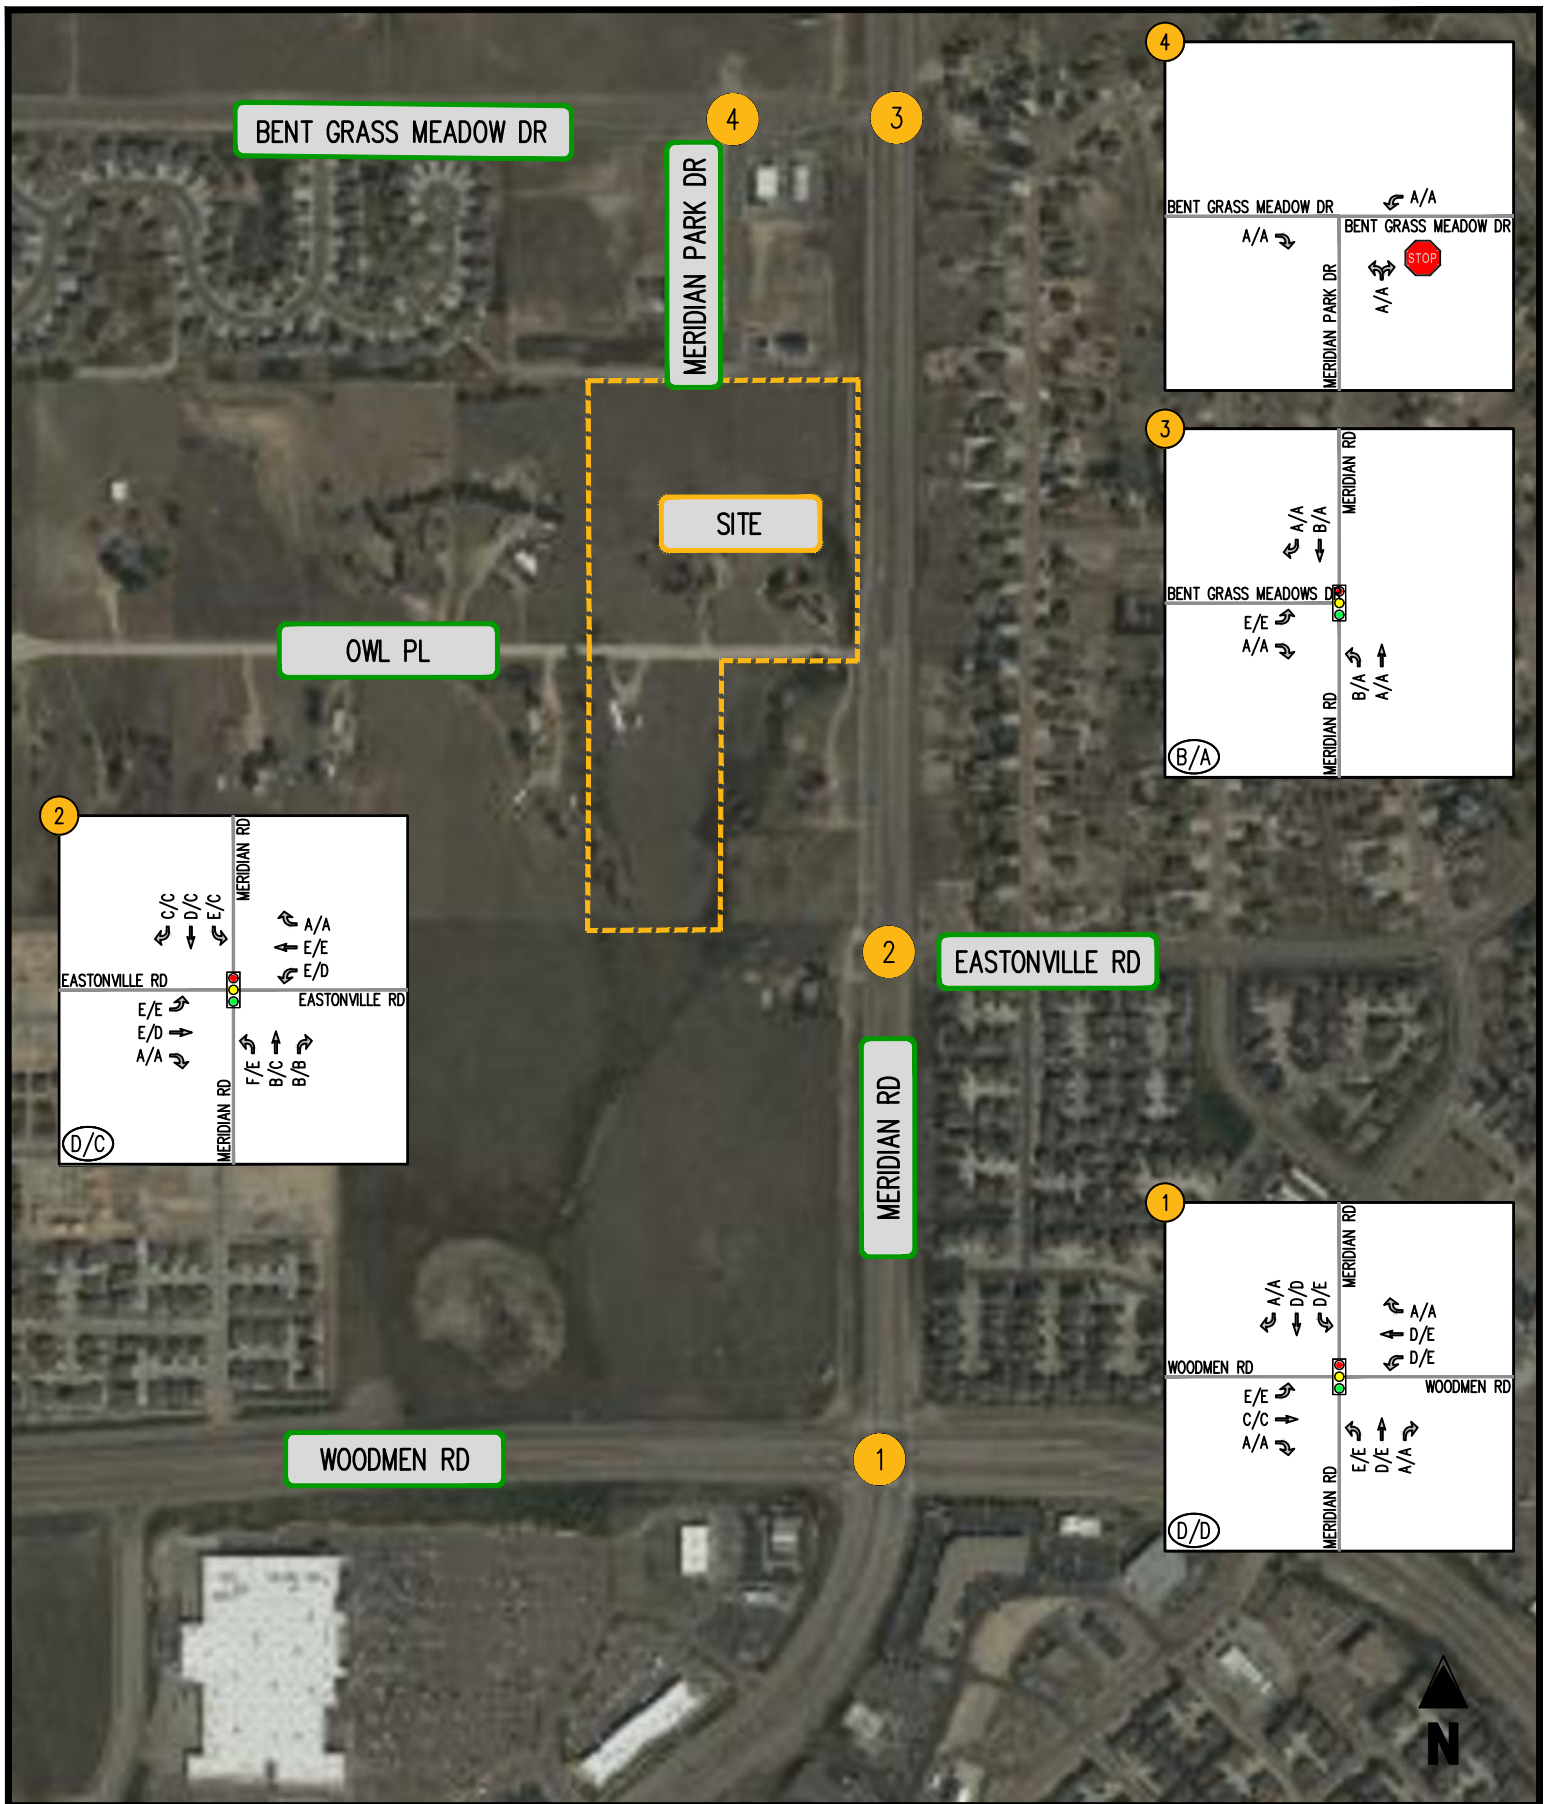 4
BENT GRASS MEADOW DR
4
3
MERIDIAN PARK DR
A/A
BENT GRASS MEADOW DR
BENT GRASS MEADOW DR
A/A
STOP
A/A
MERIDIAN PARK DR
3
MERIDIAN RD
A/A
B/A
BENT GRASS MEADOWS DR
E/E
A/A
B/A
A/A
MERIDIAN RD
B/A
SITE
OWL PL
2
MERIDIAN RD
C/C
D/C
E/C
A/A
E/E
E/D
EASTONVILLE RD
EASTONVILLE RD
E/E
E/D
A/A
F/E
B/C
B/B
MERIDIAN RD
D/C
2
EASTONVILLE RD
MERIDIAN RD
1
MERIDIAN RD
A/A
D/D
D/E
A/A
D/E
D/E
WOODMEN RD
WOODMEN RD
E/E
C/C
A/A
E/E
D/E
A/A
MERIDIAN RD
D/D
WOODMEN RD
1
N